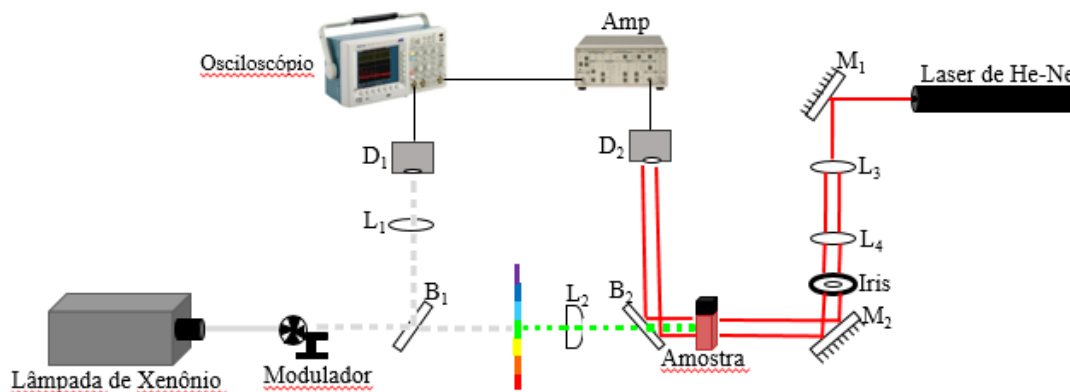 Amp
Osciloscópio
M1
Laser de He-Ne
D1
D2
L3
L1
L4
Iris
B1
L2
B2
M2
Amostra
Lâmpada de Xenônio
Modulador